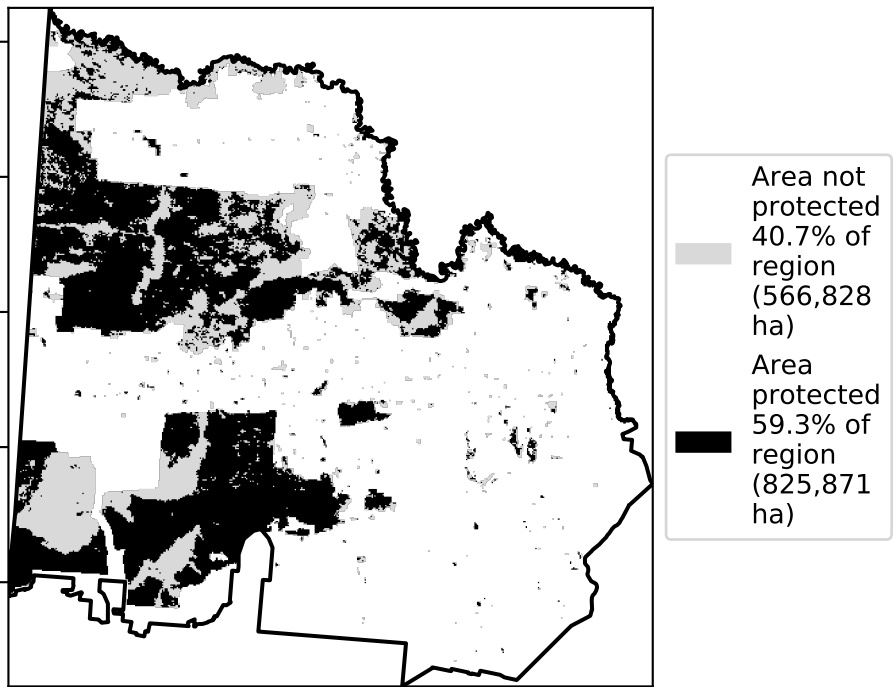 Area not
protected
40.7% of
region
(566,828
ha)
Area
protected
59.3% of
region
(825,871
ha)